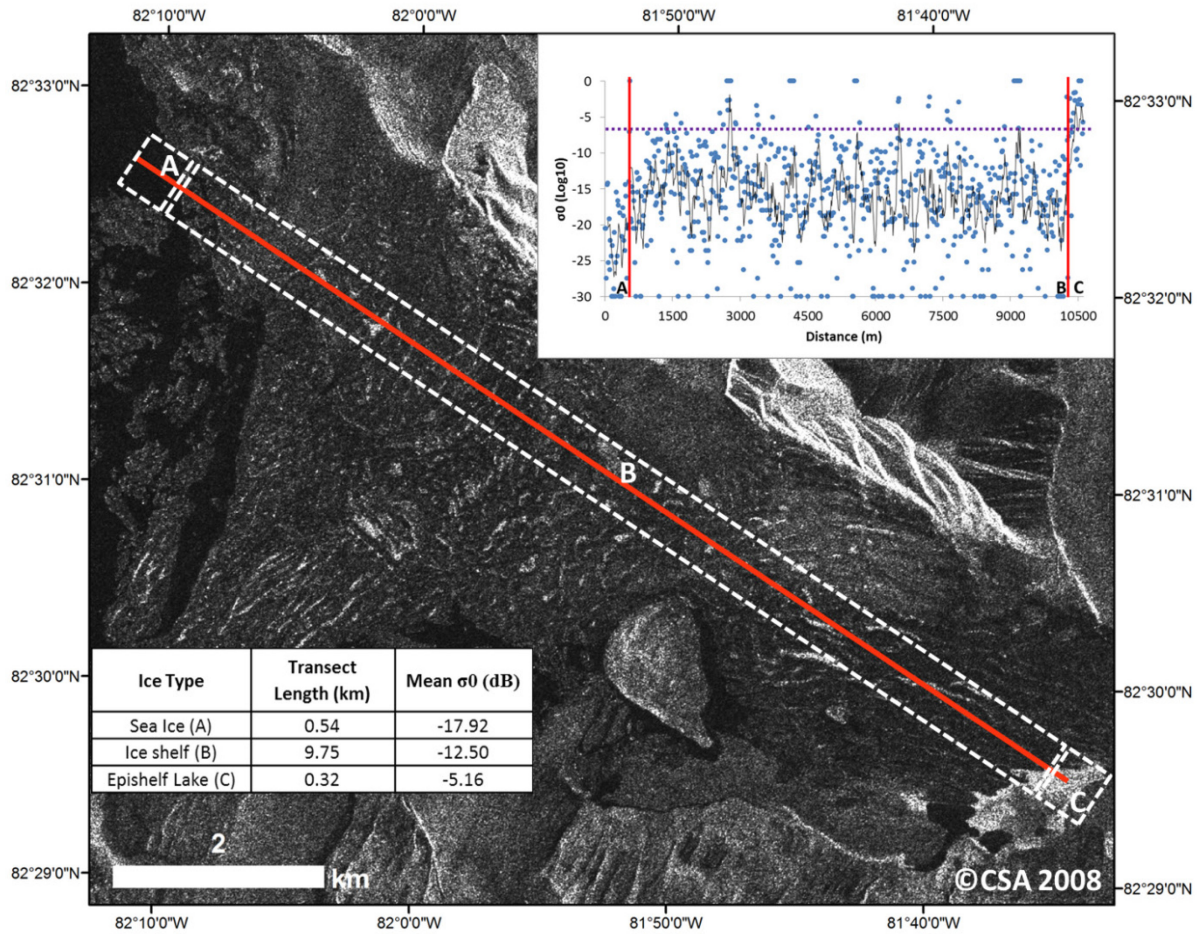 82°10'0"W 82°0'0"W 81°50'0"W 81°40'0"W
82°33'0"N
82°33'0"N
82°32'0"N
82°32'0"N
82°31'0"N
82°31'0"N
82°30'0"N
82°30'0"N
82°29'0"N
82°29'0"N
A
B
C
0
-5
-10
-15
-20
-25
-30
σ0 (Log10)
A B C
0 1500 3000 4500 6000 7500 9000 10500
Distance (m)
Ice Type Transect Length (km) Mean σ0 (dB)
Sea Ice (A) 0.54 -17.92
Ice shelf (B) 9.75 -12.50
Epishelf Lake (C) 0.32 -5.16
2
km
©CSA 2008
82°10'0"W 82°0'0"W 81°50'0"W 81°40'0"W